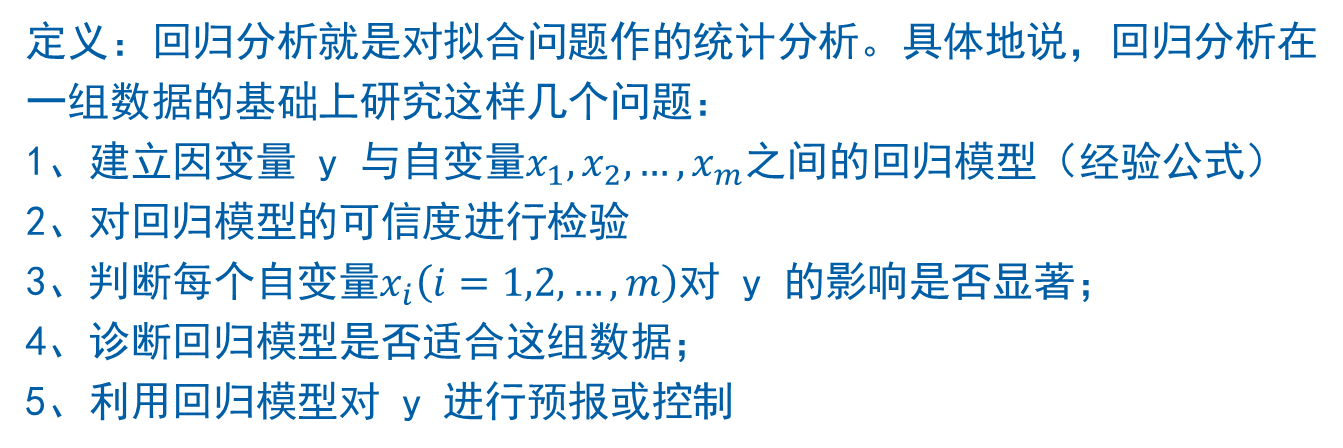 定义：回归分析就是对拟合问题作的统计分析。具体地说，回归分析在
一组数据的基础上研究这样几个问题：
1、建立因变量 y 与自变量x₁,x₂,…,xₘ之间的回归模型（经验公式）
2、对回归模型的可信度进行检验
3、判断每个自变量xᵢ(i = 1,2,…,m)对 y 的影响是否显著；
4、诊断回归模型是否适合这组数据；
5、利用回归模型对 y 进行预报或控制